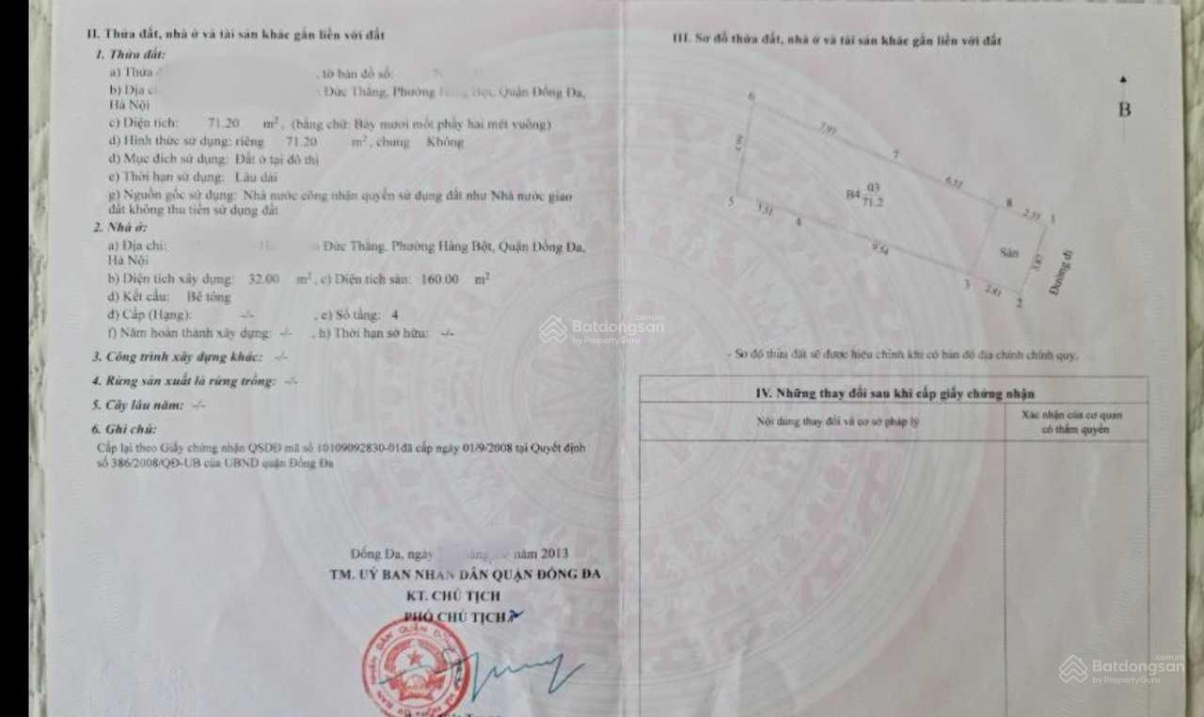 II. Thửa đất, nhà ở và tài sản khác gắn liền với đất
1. Thửa đất:
a) Thửa , tờ bản đồ số:
b) Địa Đức Thắng, Phường Bột, Quận Đống Đa,
Hà Nội
c) Diện tích: 71.20 m², (bằng chữ: Bảy mươi mốt phẩy hai mét vuông)
d) Hình thức sử dụng: riêng 71.20 m², chung Không
đ) Mục đích sử dụng: Đất ở tại đô thị
e) Thời hạn sử dụng: Lâu dài
g) Nguồn gốc sử dụng: Nhà nước công nhận quyền sử dụng đất như Nhà nước giao
đất không thu tiền sử dụng đất
2. Nhà ở:
a) Địa chỉ: Đức Thắng, Phường Hàng Bột, Quận Đống Đa,
Hà Nội
b) Diện tích xây dựng: 32.00 m², c) Diện tích sàn: 160.00 m²
d) Kết cấu: Bê tông
đ) Cấp (Hạng): -/- , e) Số tầng: 4
f) Năm hoàn thành xây dựng: -/- , h) Thời hạn sở hữu: -/-
3. Công trình xây dựng khác: -/-
4. Rừng sản xuất là rừng trồng: -/-
5. Cây lâu năm: -/-
6. Ghi chú:
Cấp lại theo Giấy chứng nhận QSDĐ mã số 10109092830-01đã cấp ngày 01/9/2008 tại Quyết định
số 386/2008/QĐ-UB của UBND quận Đống Đa
Đống Đa, ngày năm 2013
TM. UỶ BAN NHÂN DÂN QUẬN ĐỐNG ĐA
KT. CHỦ TỊCH
PHÓ CHỦ TỊCH
III. Sơ đồ thửa đất, nhà ở và tài sản khác gắn liền với đất
B
6
7.97
7
6.52
8
2.37
1
5
3.51
4
9.54
3
2.81
2
3.87
B4 71.2
Sân
Đường đi
- Sơ đồ thửa đất sẽ được hiệu chỉnh khi có bản đồ địa chính chính quy.
IV. Những thay đổi sau khi cấp giấy chứng nhận
Nội dung thay đổi và cơ sở pháp lý
Xác nhận của cơ quan
có thẩm quyền
Batdongsan
.com.vn
by PropertyGuru
Batdongsan
.com.vn
by PropertyGuru